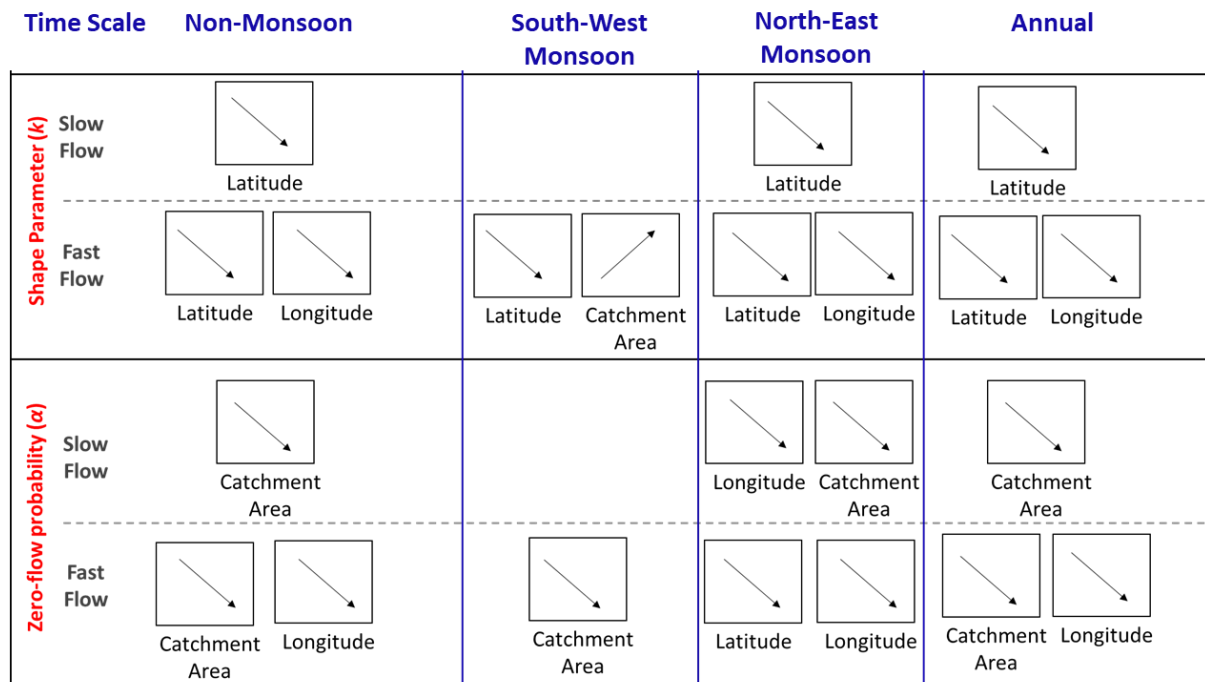 Time Scale
Non-Monsoon
South-West
Monsoon
North-East
Monsoon
Annual
Shape Parameter (k)
Slow
Flow
Latitude
Latitude
Latitude
Fast
Flow
Latitude
Longitude
Latitude
Catchment
Area
Latitude
Longitude
Latitude
Longitude
Zero-flow probability (α)
Slow
Flow
Catchment
Area
Longitude
Catchment
Area
Catchment
Area
Fast
Flow
Catchment
Area
Longitude
Catchment
Area
Latitude
Longitude
Catchment
Area
Longitude